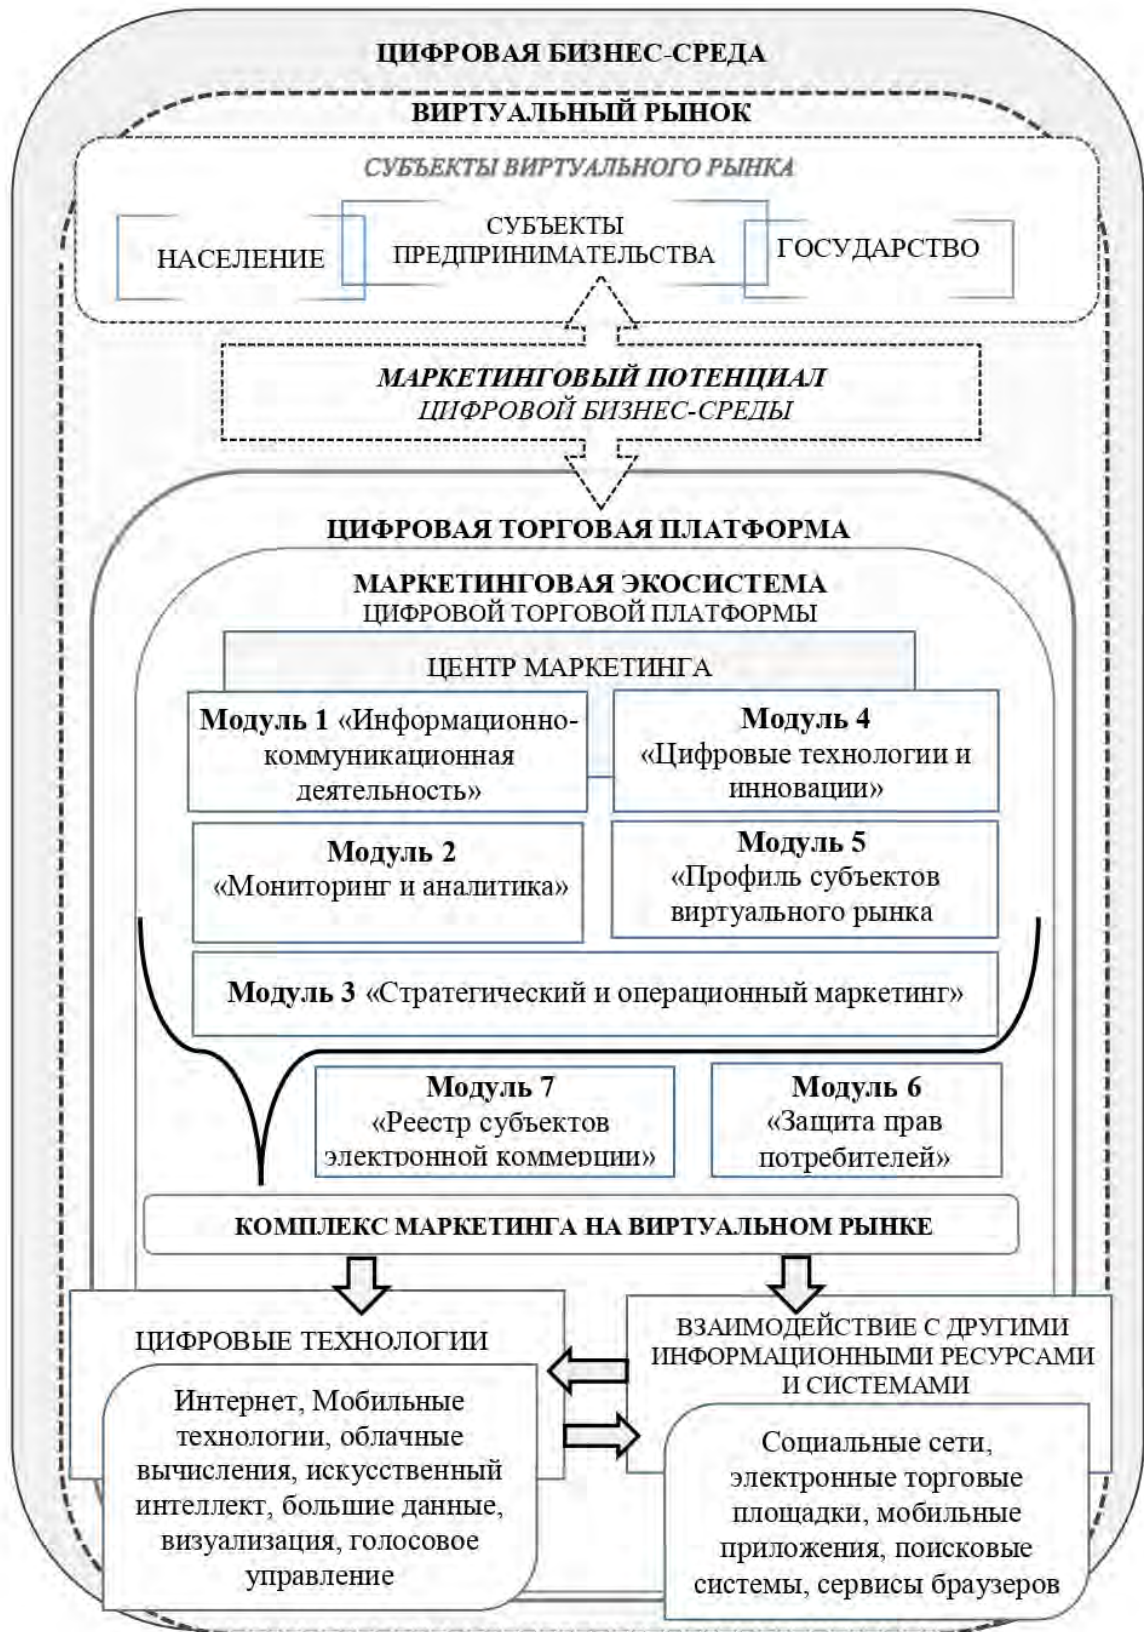 ЦИФРОВАЯ БИЗНЕС-СРЕДА
ВИРТУАЛЬНЫЙ РЫНОК
СУБЪЕКТЫ ВИРТУАЛЬНОГО РЫНКА
НАСЕЛЕНИЕ
СУБЪЕКТЫ
ПРЕДПРИНИМАТЕЛЬСТВА
ГОСУДАРСТВО
МАРКЕТИНГОВЫЙ ПОТЕНЦИАЛ
ЦИФРОВОЙ БИЗНЕС-СРЕДЫ
ЦИФРОВАЯ ТОРГОВАЯ ПЛАТФОРМА
МАРКЕТИНГОВАЯ ЭКОСИСТЕМА
ЦИФРОВОЙ ТОРГОВОЙ ПЛАТФОРМЫ
ЦЕНТР МАРКЕТИНГА
Модуль 1 «Информационно-
коммуникационная
деятельность»
Модуль 4
«Цифровые технологии и
инновации»
Модуль 2
«Мониторинг и аналитика»
Модуль 5
«Профиль субъектов
виртуального рынка
Модуль 3 «Стратегический и операционный маркетинг»
Модуль 7
«Реестр субъектов
электронной коммерции»
Модуль 6
«Защита прав
потребителей»
КОМПЛЕКС МАРКЕТИНГА НА ВИРТУАЛЬНОМ РЫНКЕ
ЦИФРОВЫЕ ТЕХНОЛОГИИ
Интернет, Мобильные
технологии, облачные
вычисления, искусственный
интеллект, большие данные,
визуализация, голосовое
управление
ВЗАИМОДЕЙСТВИЕ С ДРУГИМИ
ИНФОРМАЦИОННЫМИ РЕСУРСАМИ
И СИСТЕМАМИ
Социальные сети,
электронные торговые
площадки, мобильные
приложения, поисковые
системы, сервисы браузеров